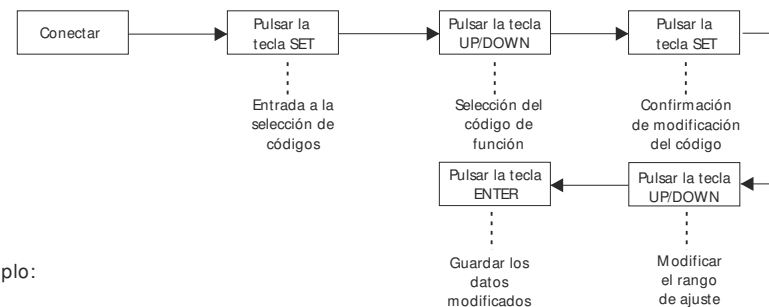 Conectar
Pulsar la
tecla SET
Pulsar la tecla
UP/DOWN
Pulsar la
tecla SET
Entrada a la
selección de
códigos
Selección del
código de
función
Confirmación
de modificación
del código
Pulsar la tecla
ENTER
Pulsar la tecla
UP/DOWN
Guardar los
datos
modificados
Modificar
el rango
de ajuste
plo: